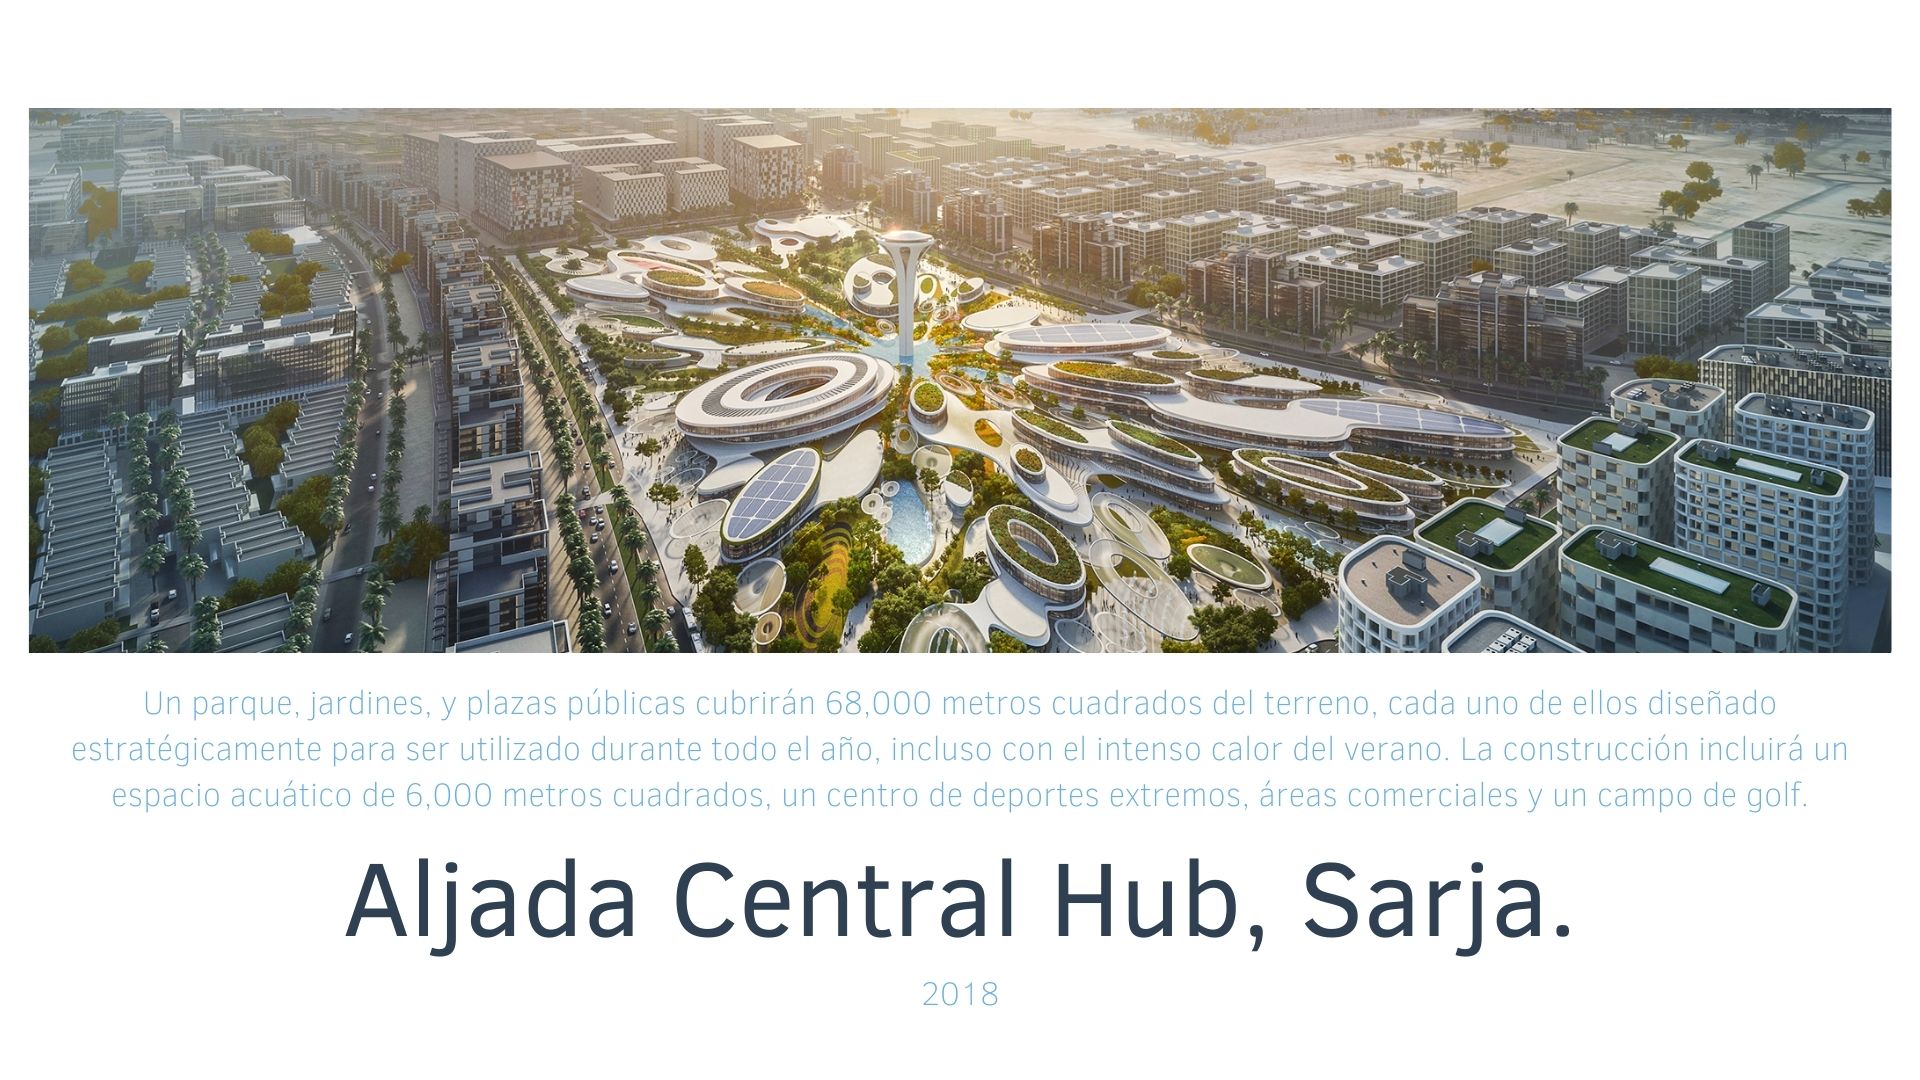 Un parque, jardines, y plazas públicas cubrirán 68,000 metros cuadrados del terreno, cada uno de ellos diseñado
estratégicamente para ser utilizado durante todo el año, incluso con el intenso calor del verano. La construcción incluirá un
espacio acuático de 6,000 metros cuadrados, un centro de deportes extremos, áreas comerciales y un campo de golf.
Aljada Central Hub, Sarja.
2018